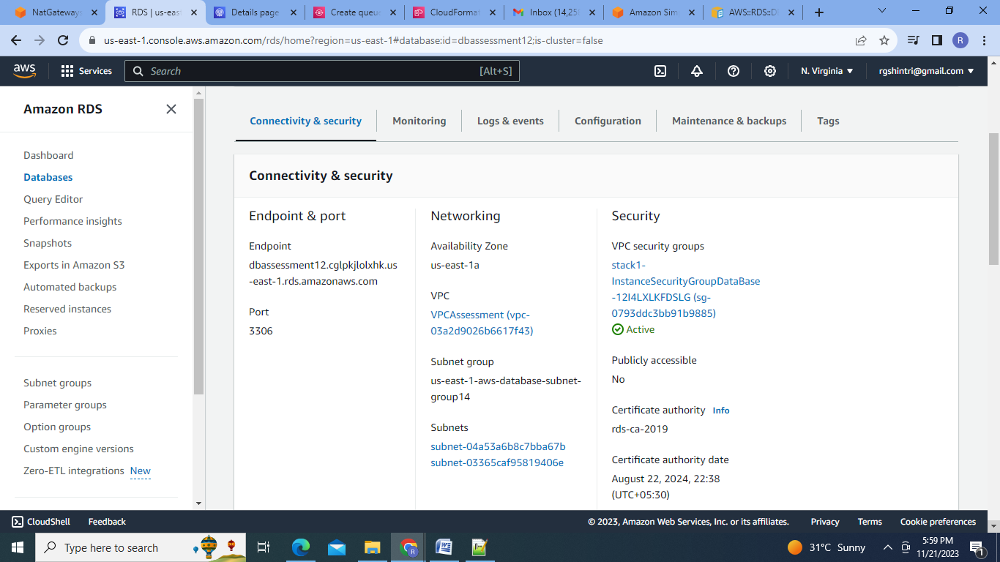 NatGateways
RDS | us-eas
Details page
Create queue
CloudFormat
Inbox (14,258
Amazon Sim
AWS::RDS::D
us-east-1.console.aws.amazon.com/rds/home?region=us-east-1#database:id=dbassessment12;is-cluster=false
R
aws
Services
Search
[Alt+S]
N. Virginia
rgshintri@gmail.com
Amazon RDS
Dashboard
Databases
Query Editor
Performance insights
Snapshots
Exports in Amazon S3
Automated backups
Reserved instances
Proxies
Subnet groups
Parameter groups
Option groups
Custom engine versions
Zero-ETL integrations New
Connectivity & security
Monitoring
Logs & events
Configuration
Maintenance & backups
Tags
Connectivity & security
Endpoint & port
Endpoint
dbassessment12.cglpkjlolxhk.us
-east-1.rds.amazonaws.com
Port
3306
Networking
Availability Zone
us-east-1a
VPC
VPCAssessment (vpc-
03a2d9026b6617f43)
Subnet group
us-east-1-aws-database-subnet-
group14
Subnets
subnet-04a53a6b8c7bba67b
subnet-03365caf95819406e
Security
VPC security groups
stack1-
InstanceSecurityGroupDataBase
-12I4LXLKFDSLG (sg-
0793ddc3bb91b9885)
Active
Publicly accessible
No
Certificate authority Info
rds-ca-2019
Certificate authority date
August 22, 2024, 22:38
(UTC+05:30)
CloudShell
Feedback
© 2023, Amazon Web Services, Inc. or its affiliates.
Privacy
Terms
Cookie preferences
Type here to search
31°C Sunny
5:59 PM
11/21/2023
1